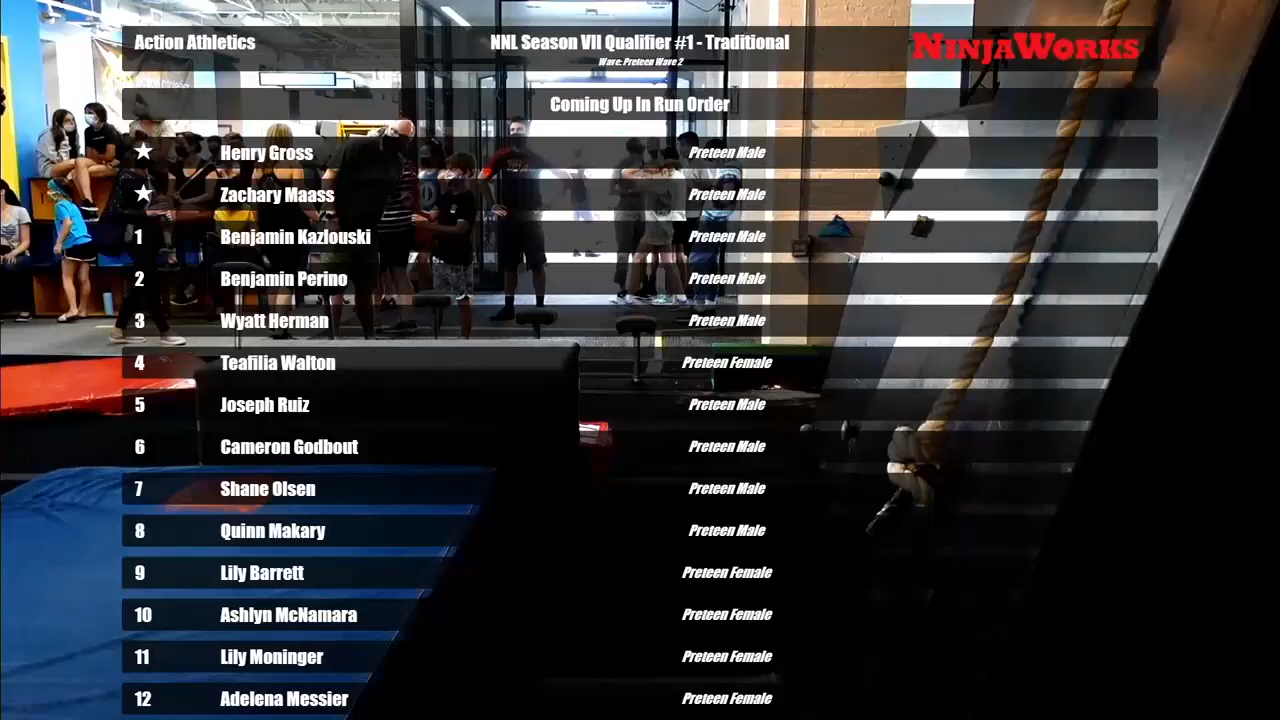 Action Athletics
NNL Season VII Qualifier #1 - Traditional
NinjaWorks
Wave: Preteen Wave 2
Coming Up In Run Order
★ Henry Gross Preteen Male
★ Zachary Maass Preteen Male
1 Benjamin Kazlouski Preteen Male
2 Benjamin Perino Preteen Male
3 Wyatt Herman Preteen Male
4 Teafilia Walton Preteen Female
5 Joseph Ruiz Preteen Male
6 Cameron Godbout Preteen Male
7 Shane Olsen Preteen Male
8 Quinn Makary Preteen Male
9 Lily Barrett Preteen Female
10 Ashlyn McNamara Preteen Female
11 Lily Moninger Preteen Female
12 Adelena Messier Preteen Female